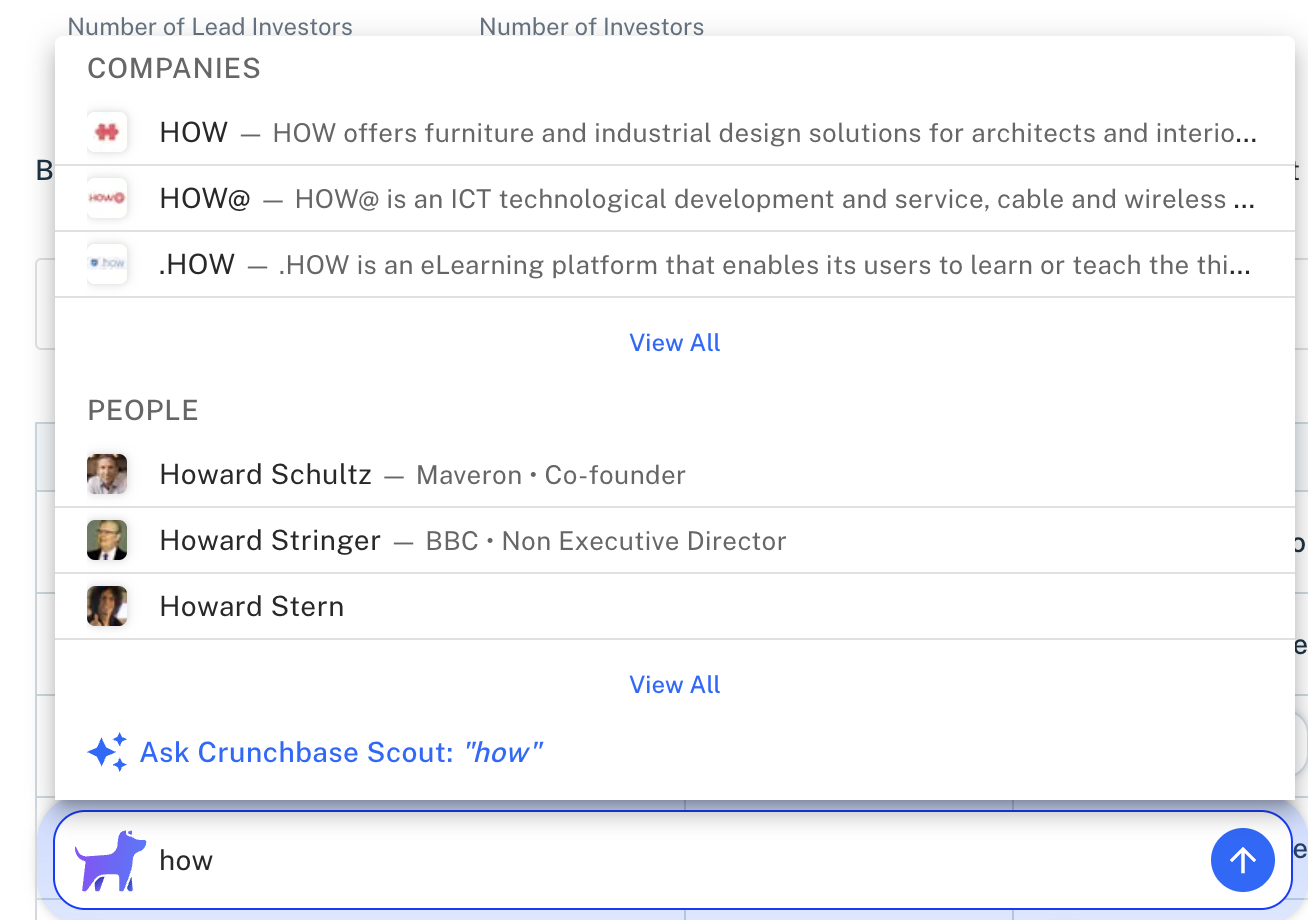 Number of Lead Investors Number of Investors
COMPANIES
HOW — HOW offers furniture and industrial design solutions for architects and interio...
HOW@ — HOW@ is an ICT technological development and service, cable and wireless ...
.HOW — .HOW is an eLearning platform that enables its users to learn or teach the thi...
View All
PEOPLE
Howard Schultz — Maveron • Co-founder
Howard Stringer — BBC • Non Executive Director
Howard Stern
View All
Ask Crunchbase Scout: "how"
how